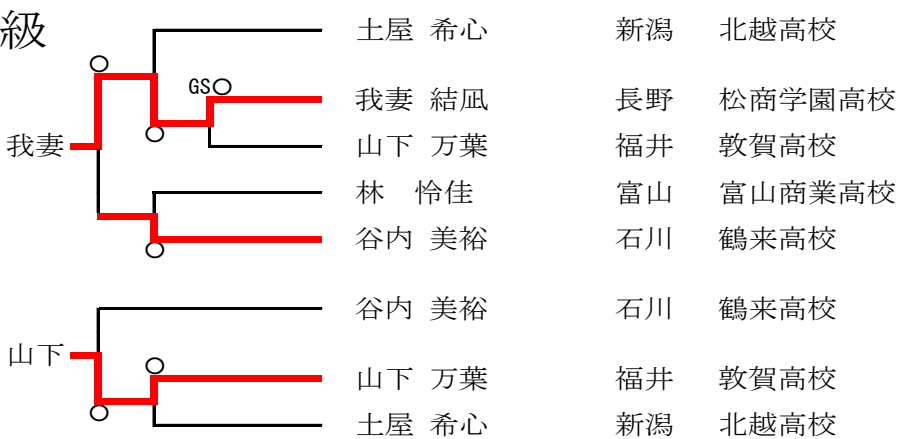 級
土屋 希心 新潟 北越高校
GS○
我妻 結凪 長野 松商学園高校
我妻
山下 万葉 福井 敦賀高校
林 怜佳 富山 富山商業高校
谷内 美裕 石川 鶴来高校
谷内 美裕 石川 鶴来高校
山下
山下 万葉 福井 敦賀高校
土屋 希心 新潟 北越高校